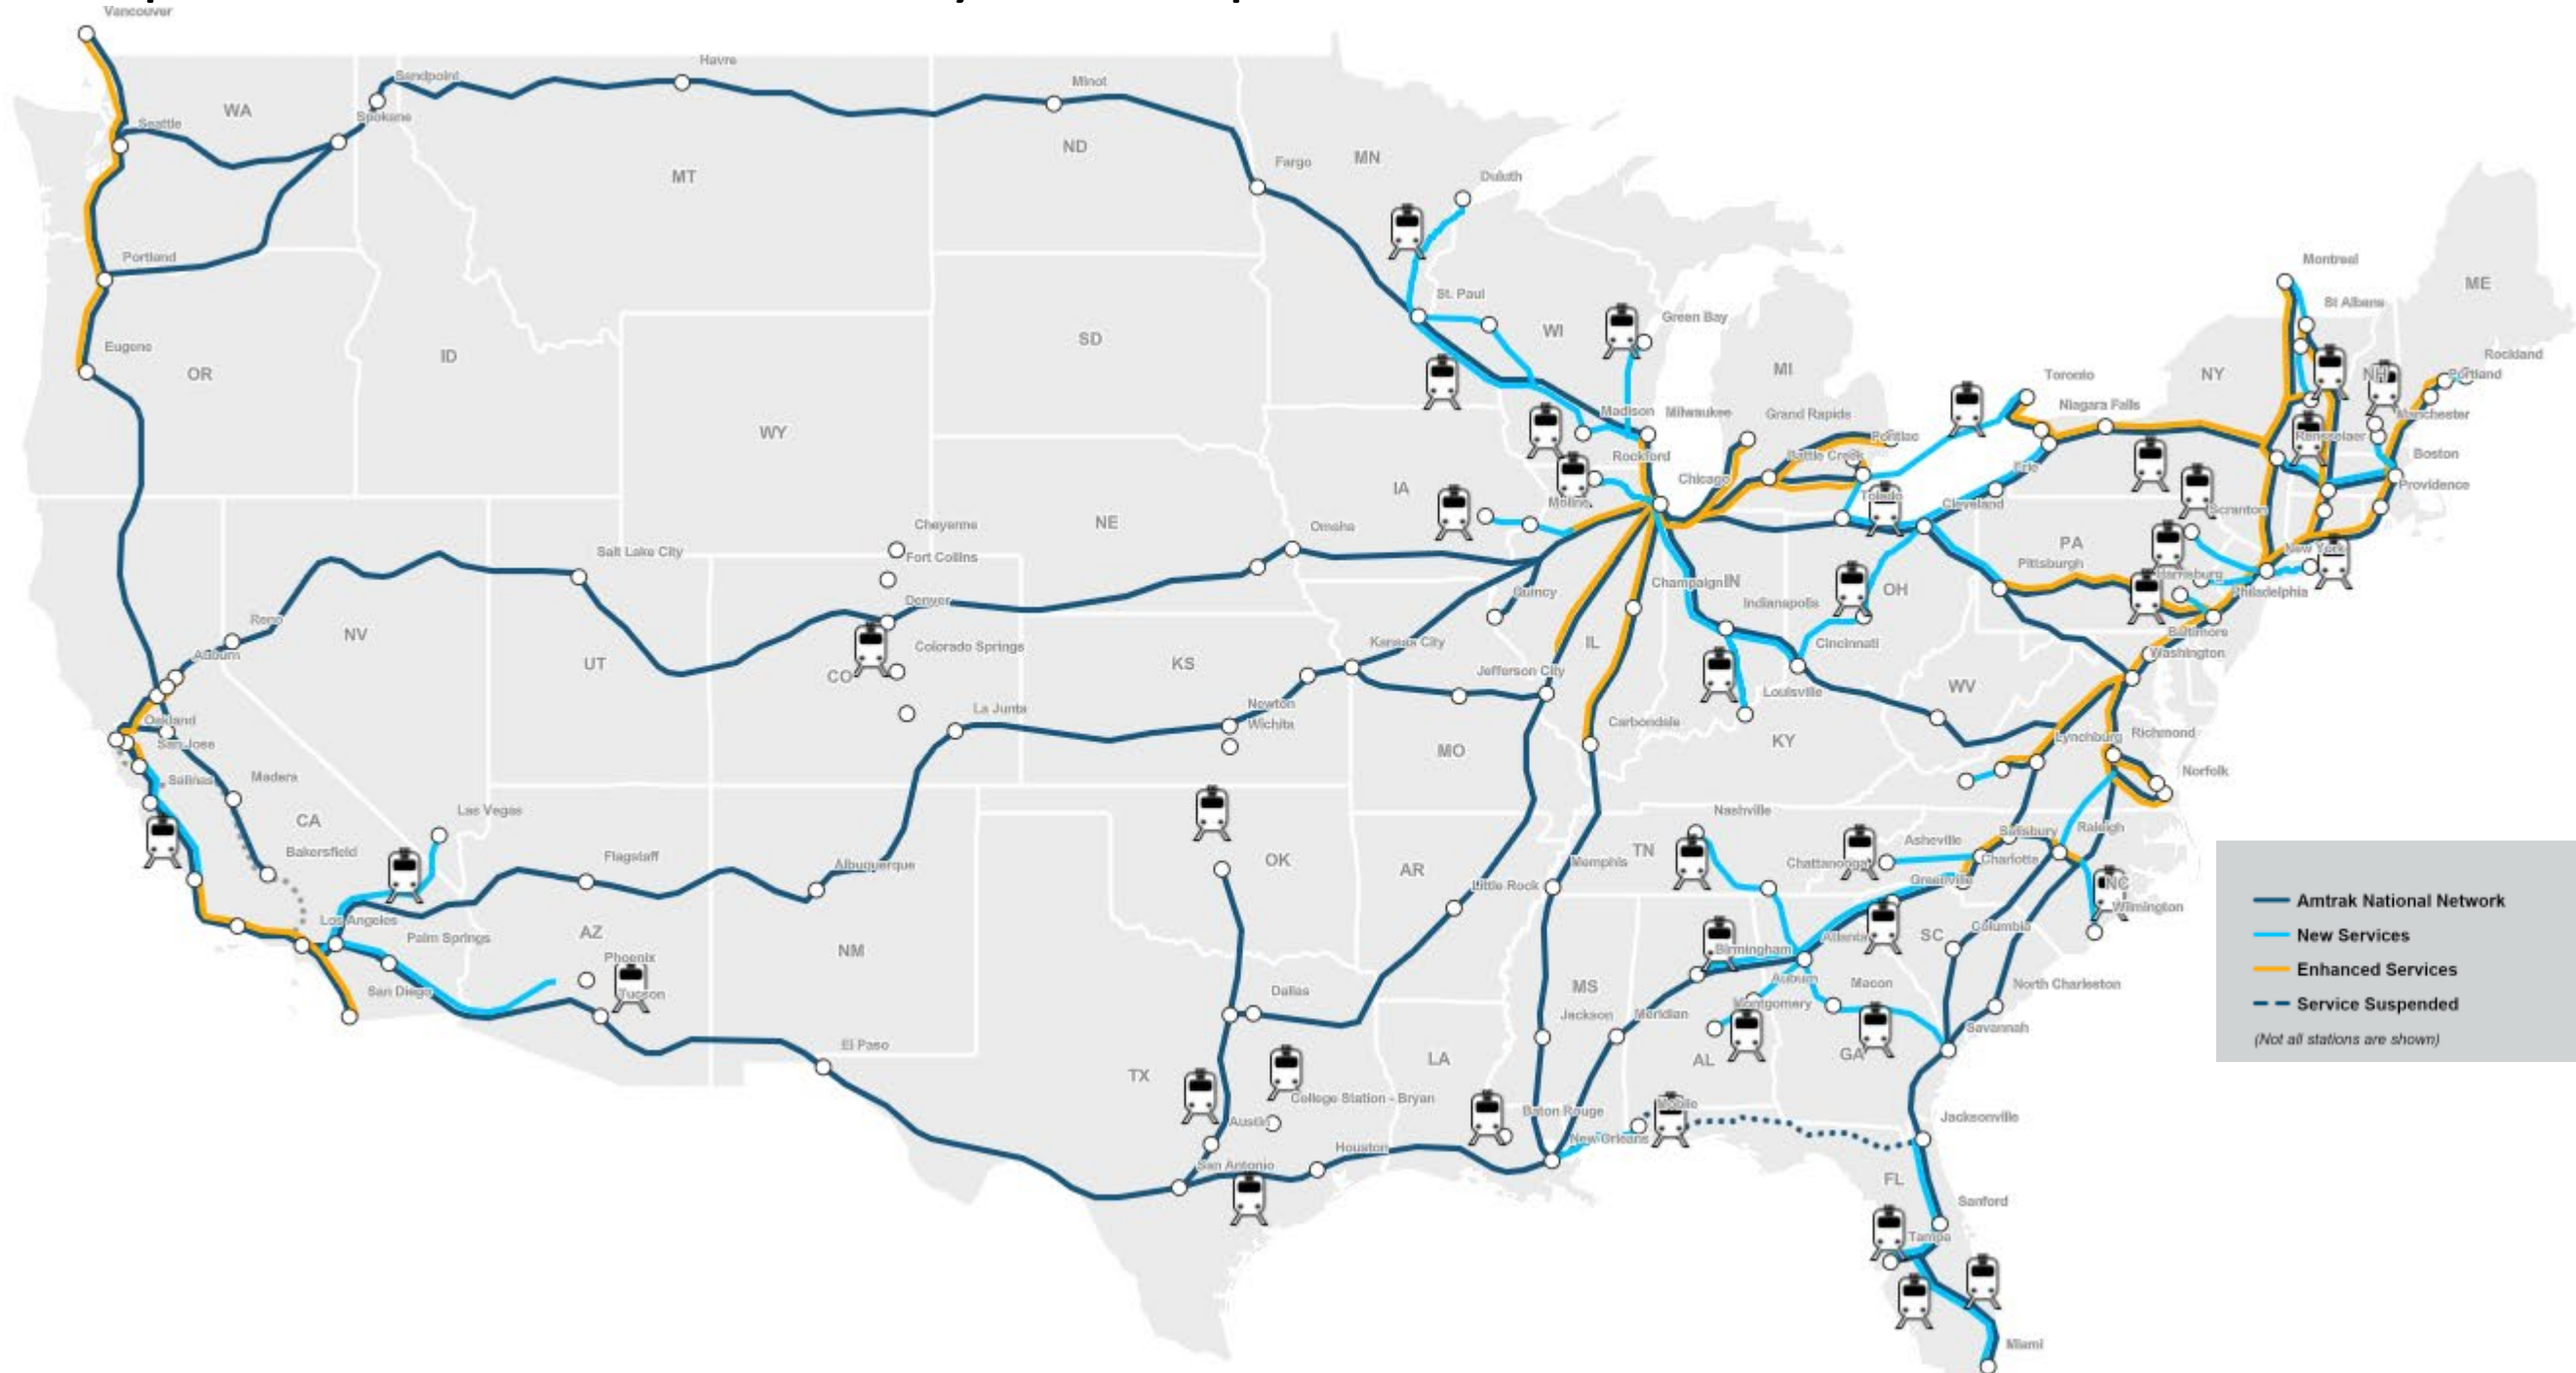 Vancouver
Seattle
WA
Spokane
Sandpoint
Havre
Minot
MT
ND
Fargo
MN
Duluth
Portland
Eugene
OR
ID
SD
St. Paul
WI
Green Bay
WY
Madison
Milwaukee
Grand Rapids
MI
Pontiac
Battle Creek
Rockford
Chicago
Moline
IA
Toronto
Niagara Falls
NY
Montreal
St Albans
ME
Rockland
Portland
NH
Manchester
Rensselaer
Boston
Providence
Erie
Toledo
Cleveland
Scranton
PA
New York
Pittsburgh
Harrisburg
Philadelphia
Baltimore
Washington
Cheyenne
Fort Collins
Denver
Colorado Springs
CO
NE
Omaha
Salt Lake City
Reno
NV
UT
Auburn
Oakland
San Jose
Salinas
Madera
CA
Bakersfield
Las Vegas
Los Angeles
Palm Springs
San Diego
Flagstaff
AZ
Phoenix
Tucson
Albuquerque
NM
La Junta
KS
Newton
Wichita
Kansas City
Jefferson City
Quincy
MO
IL
Champaign
IN
Indianapolis
OH
Cincinnati
Louisville
WV
KY
Carbondale
Lynchburg
Richmond
Norfolk
Nashville
TN
Memphis
Chattanooga
Asheville
Salisbury
Raleigh
Charlotte
Greenville
NC
Wilmington
OK
AR
Little Rock
Birmingham
Atlanta
SC
Columbia
Auburn
Macon
Montgomery
North Charleston
Savannah
MS
Jackson
Meridian
AL
GA
Dallas
El Paso
TX
LA
College Station - Bryan
Austin
San Antonio
Houston
Baton Rouge
New Orleans
Mobile
Jacksonville
FL
Sanford
Tampa
Miami
Amtrak National Network
New Services
Enhanced Services
Service Suspended
(Not all stations are shown)